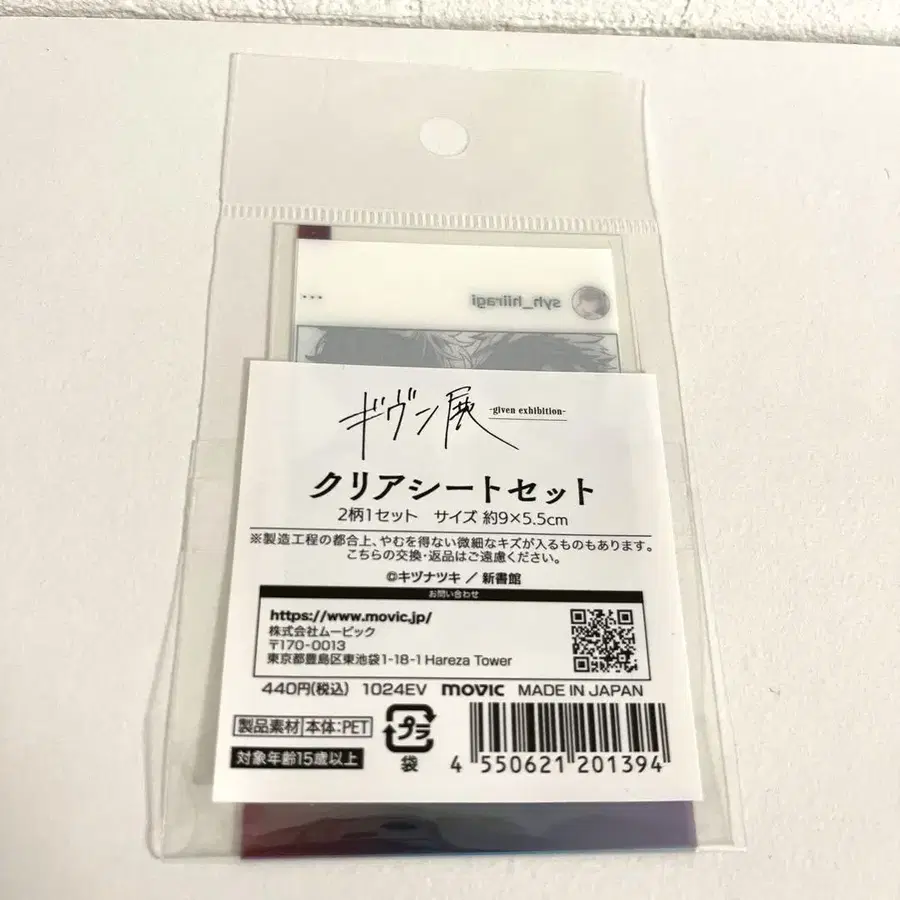 syh_hiiragi
...
ギヴン展 -given exhibition-
クリアシートセット
2柄1セット サイズ 約9×5.5cm
※製造工程の都合上、やむを得ない微細なキズが入るものもあります。
こちらの交換・返品はご遠慮ください。
©キヅナツキ / 新書館
お問い合わせ
https://www.movic.jp/
株式会社ムービック
〒170-0013
東京都豊島区東池袋1-18-1 Hareza Tower
440円(税込) 1024EV movic MADE IN JAPAN
製品素材 本体:PET
対象年齢15歳以上
プラ
袋
4 550621 201394